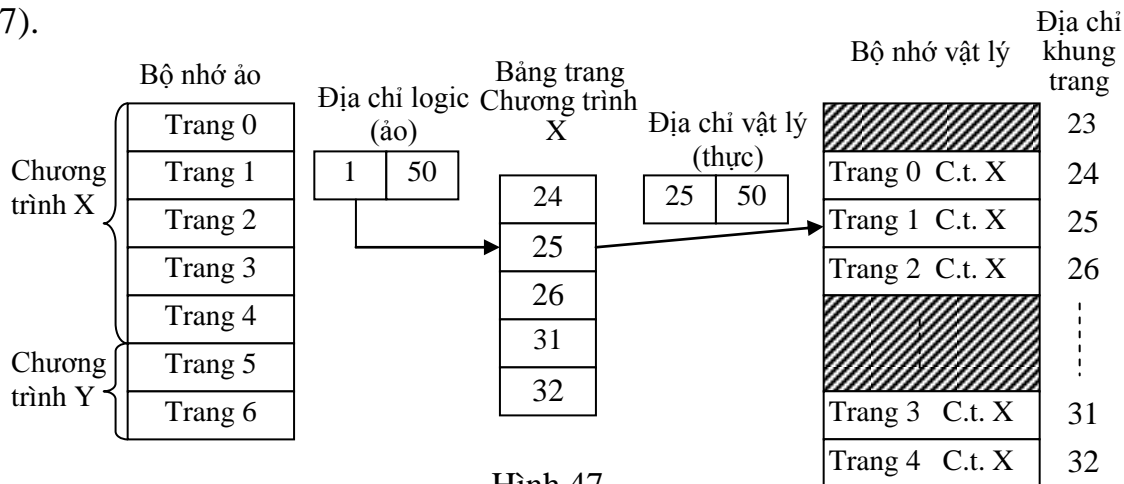 7).
Bộ nhớ ảo
Trang 0
Trang 1
Trang 2
Trang 3
Trang 4
Trang 5
Trang 6
Chương
trình X
Chương
trình Y
Địa chỉ logic
(ảo)
1 50
Bảng trang
Chương trình
X
24
25
26
31
32
Địa chỉ vật lý
(thực)
25 50
Bộ nhớ vật lý
Trang 0 C.t. X
Trang 1 C.t. X
Trang 2 C.t. X
Trang 3 C.t. X
Trang 4 C.t. X
Địa chỉ
khung
trang
23
24
25
26
31
32
Hình 47